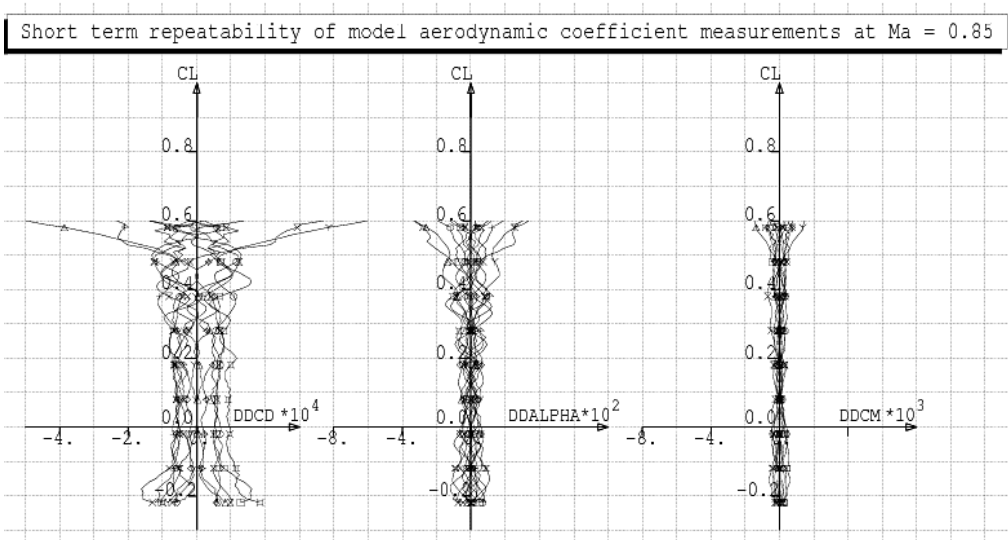 Short term repeatability of model aerodynamic coefficient measurements at Ma = 0.85
CL CL CL
0.8 0.8 0.8
0.6 0.6 0.6
0.4 0.4 0.4
0.2 0.2 0.2
0.0 DDCD *10^4 0.0 DDALPHA*10^2 0.0 DDCM *10^3
-4. -2. -8. -4. -8. -4.
-0.2 -0.2 -0.2